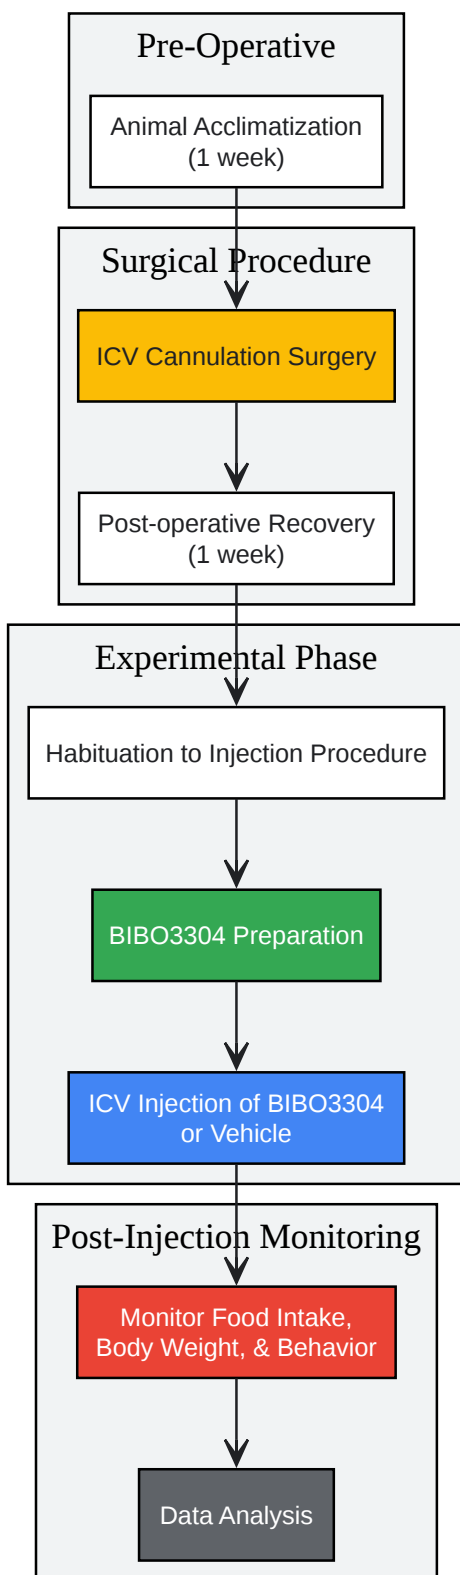 Pre-Operative
Animal Acclimatization
(1 week)
Surgical Procedure
ICV Cannulation Surgery
Post-operative Recovery
(1 week)
Experimental Phase
Habituation to Injection Procedure
BIBO3304 Preparation
ICV Injection of BIBO3304
or Vehicle
Post-Injection Monitoring
Monitor Food Intake,
Body Weight, & Behavior
Data Analysis